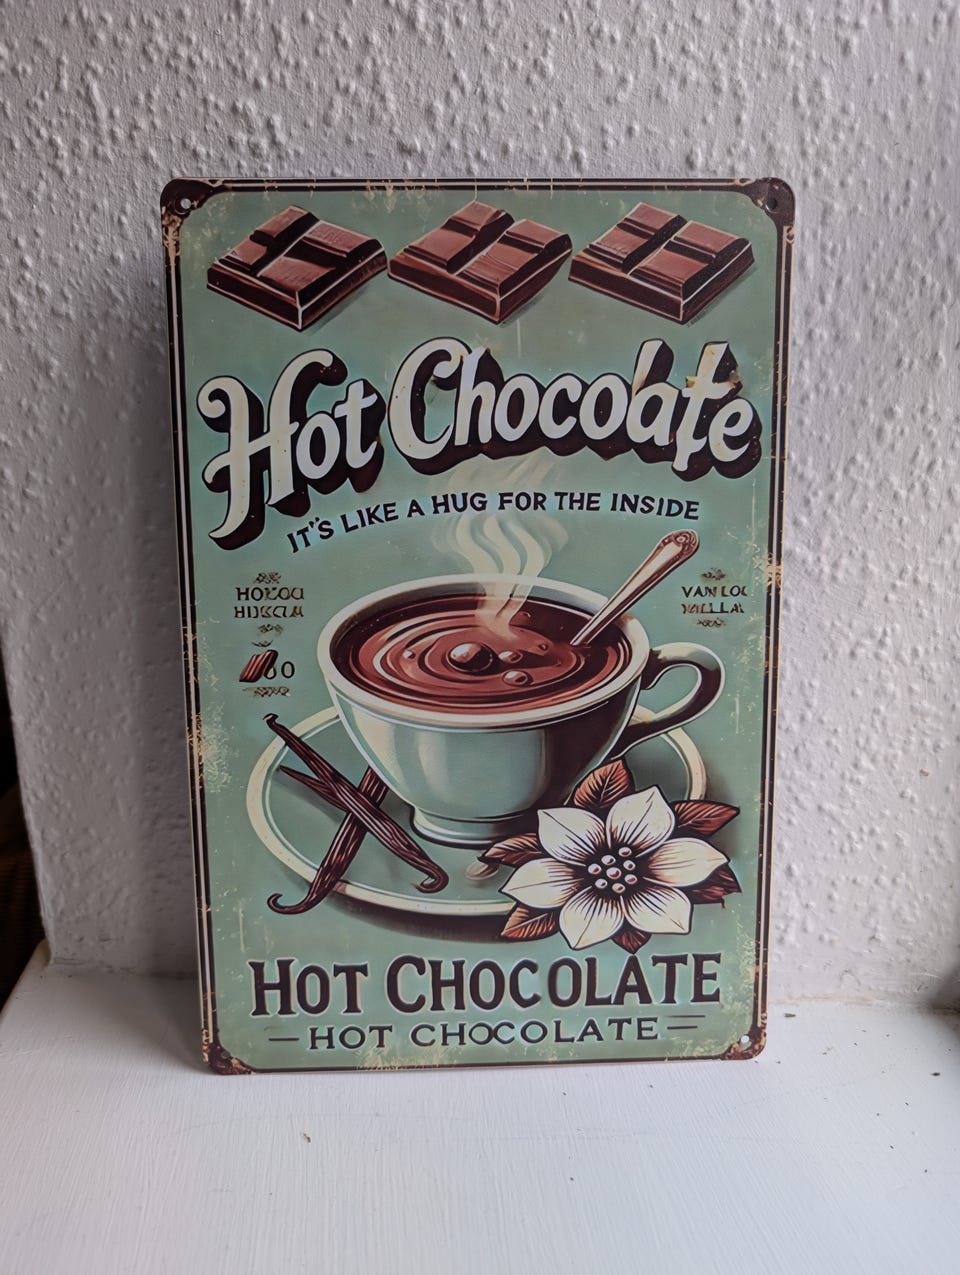 Hot Chocolate
IT'S LIKE A HUG FOR THE INSIDE
HOT CHOCOLATE
HOT CHOCOLATE